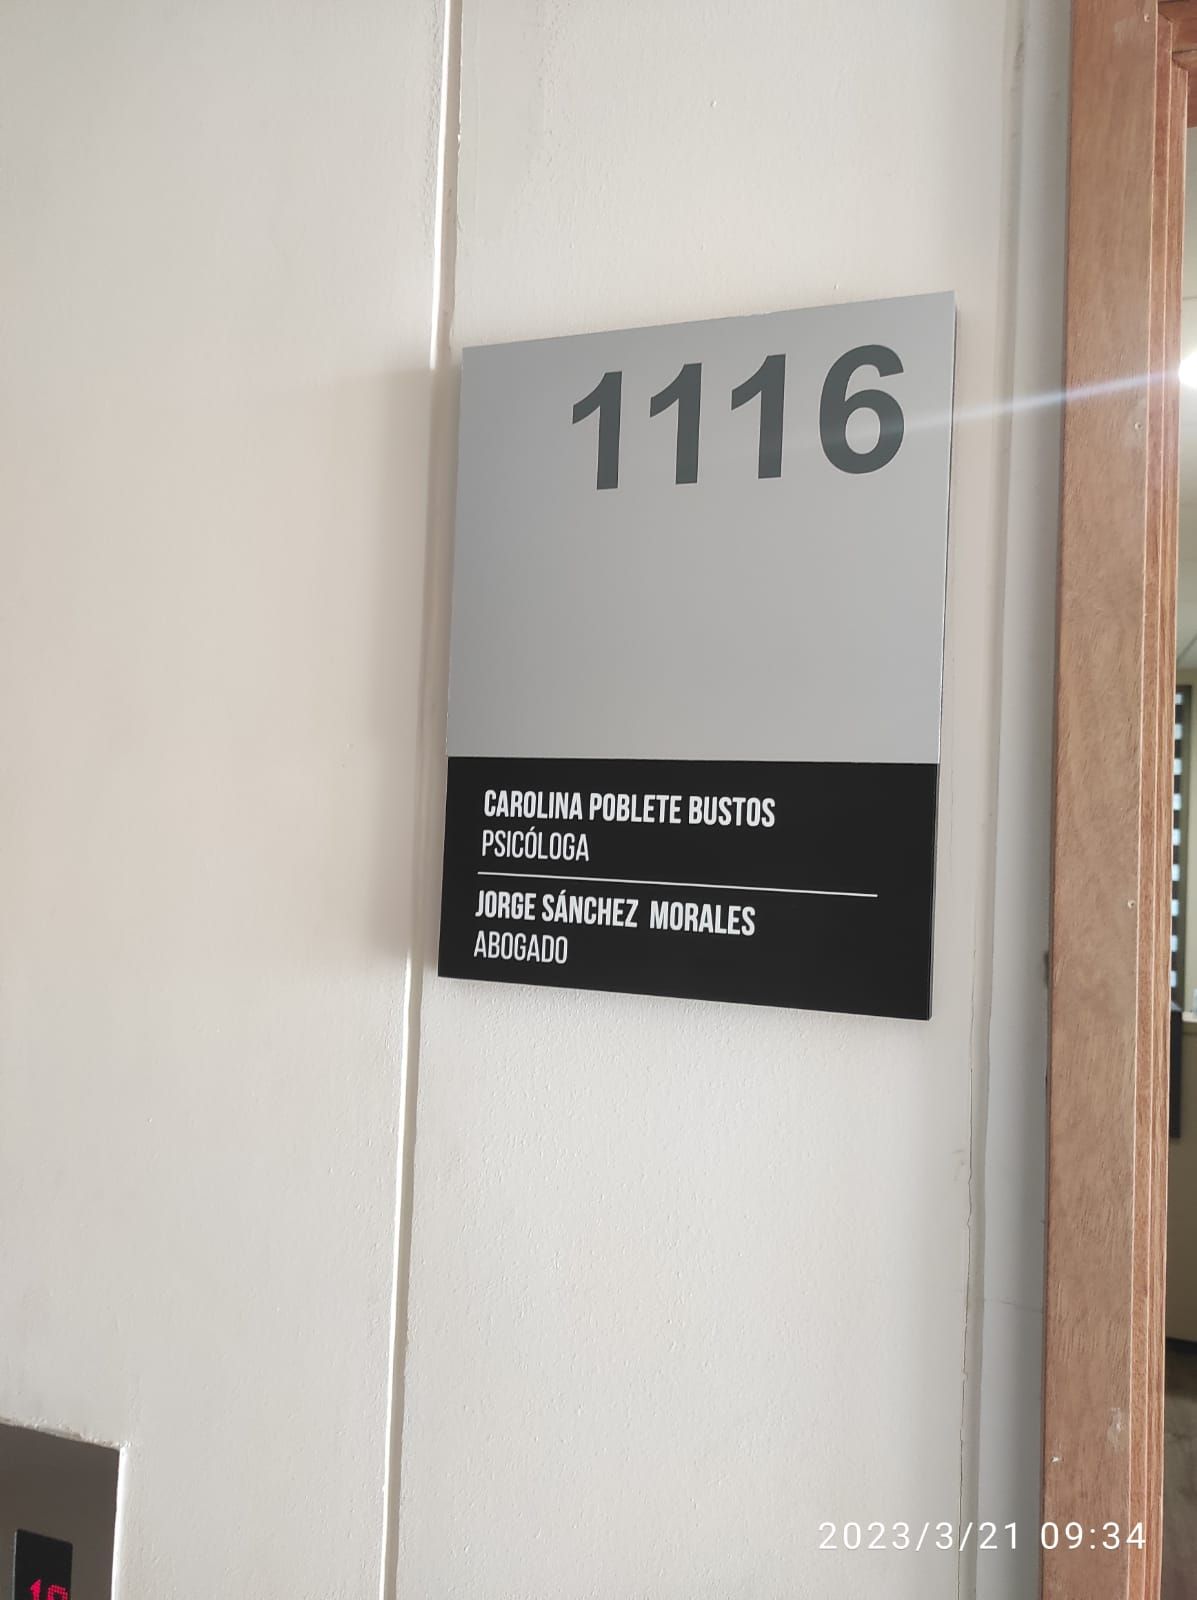 1116
CAROLINA POBLETE BUSTOS
PSICÓLOGA
JORGE SÁNCHEZ MORALES
ABOGADO
2023/3/21 09:34